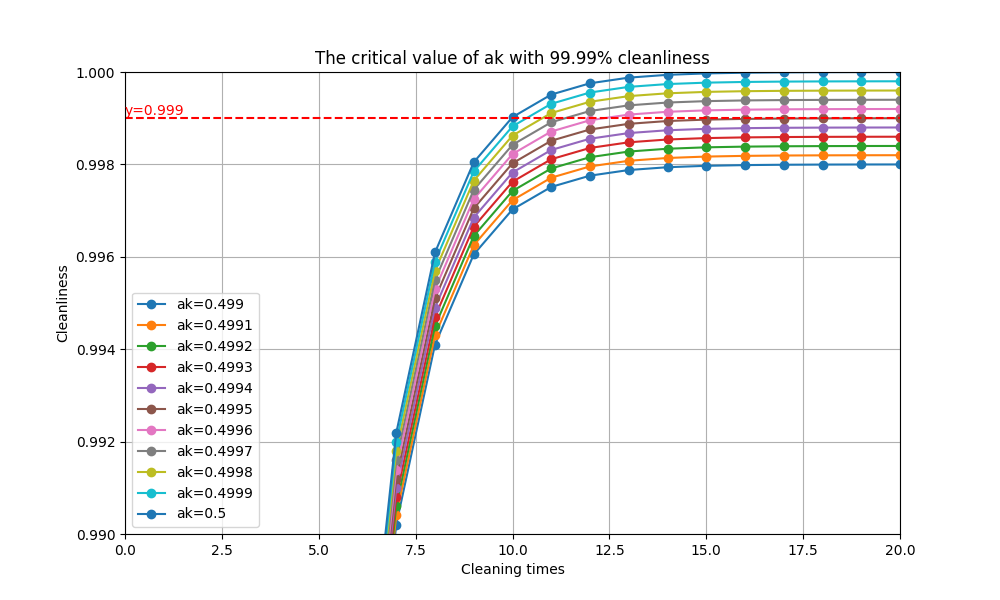 The critical value of ak with 99.99% cleanliness
1.000
y=0.999
0.998
0.996
0.994
0.992
0.990
Cleanliness
ak=0.499
ak=0.4991
ak=0.4992
ak=0.4993
ak=0.4994
ak=0.4995
ak=0.4996
ak=0.4997
ak=0.4998
ak=0.4999
ak=0.5
0.0 2.5 5.0 7.5 10.0 12.5 15.0 17.5 20.0
Cleaning times